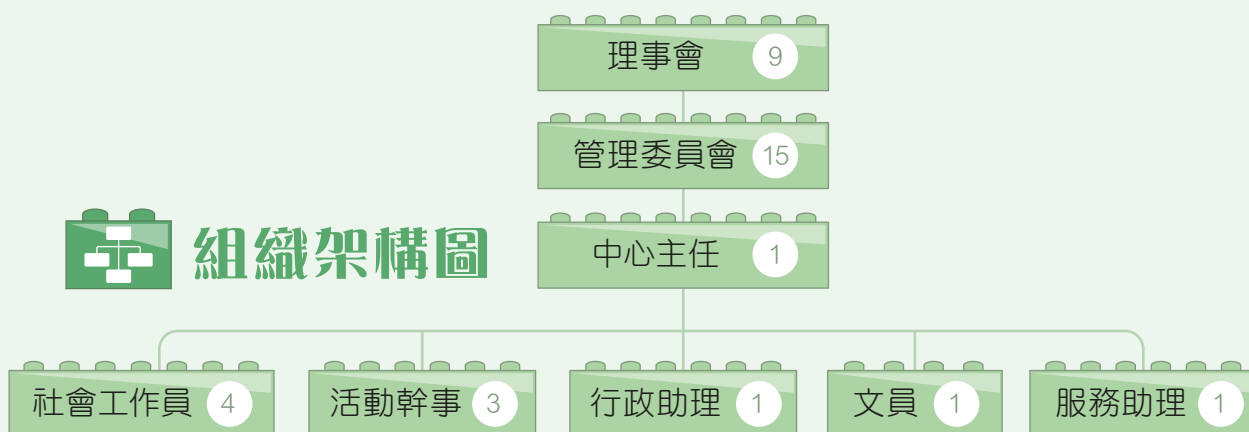 理事會 9
管理委員會 15
組織架構圖
中心主任 1
社會工作員 4
活動幹事 3
行政助理 1
文員 1
服務助理 1